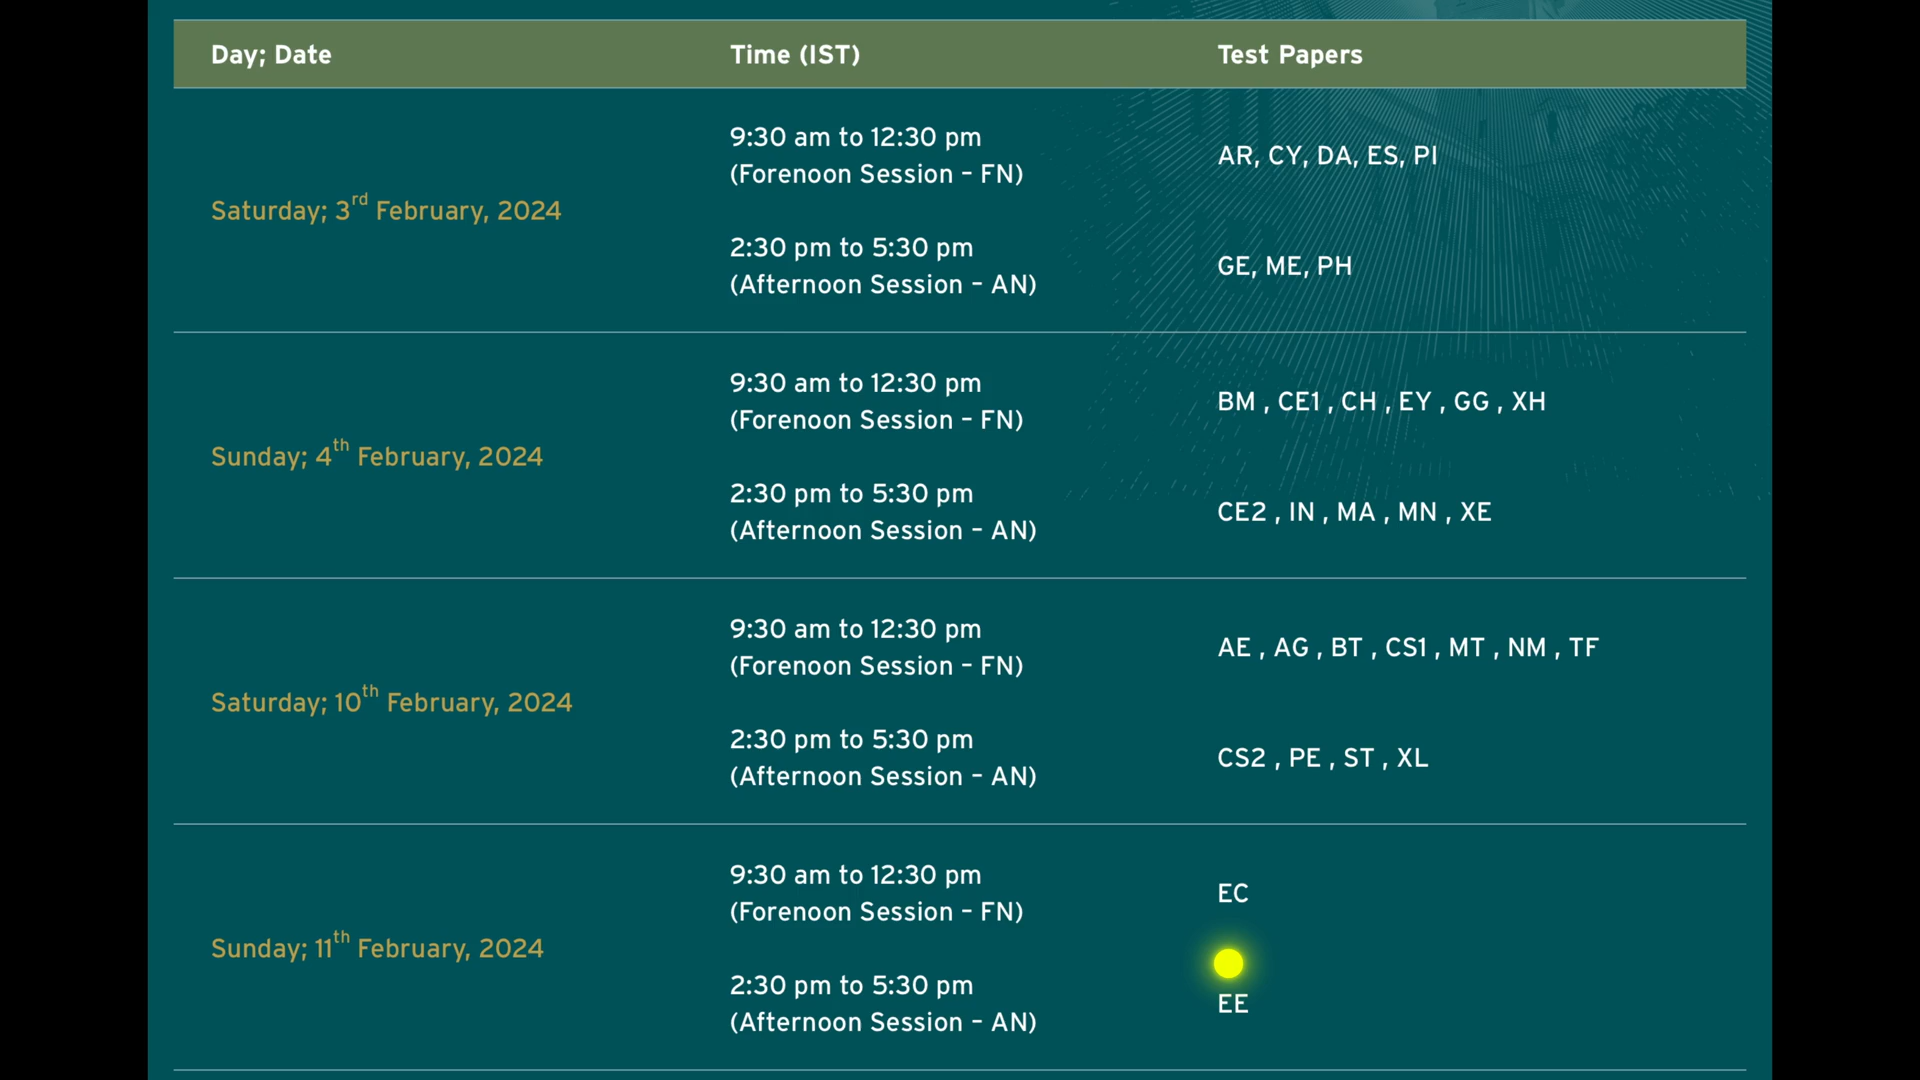 Day; Date Time (IST) Test Papers
9:30 am to 12:30 pm
(Forenoon Session – FN)
AR, CY, DA, ES, PI
Saturday; 3rd February, 2024
2:30 pm to 5:30 pm
(Afternoon Session – AN)
GE, ME, PH
9:30 am to 12:30 pm
(Forenoon Session – FN)
BM , CE1 , CH , EY , GG , XH
Sunday; 4th February, 2024
2:30 pm to 5:30 pm
(Afternoon Session – AN)
CE2 , IN , MA , MN , XE
9:30 am to 12:30 pm
(Forenoon Session – FN)
AE , AG , BT , CS1 , MT , NM , TF
Saturday; 10th February, 2024
2:30 pm to 5:30 pm
(Afternoon Session – AN)
CS2 , PE , ST , XL
9:30 am to 12:30 pm
(Forenoon Session – FN)
EC
Sunday; 11th February, 2024
2:30 pm to 5:30 pm
(Afternoon Session – AN)
EE